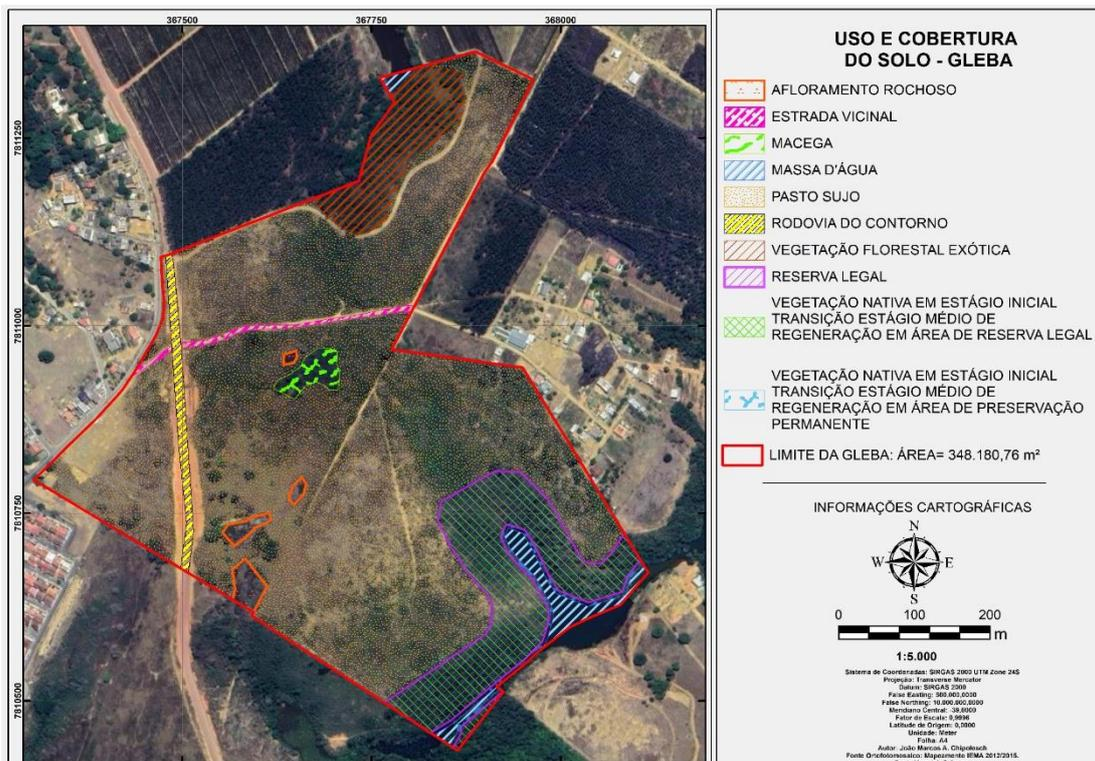 367500
367750
368000
7811250
7811000
7810750
7810500
USO E COBERTURA
DO SOLO - GLEBA
AFLORAMENTO ROCHOSO
ESTRADA VICINAL
MACEGA
MASSA D'ÁGUA
PASTO SUJO
RODOVIA DO CONTORNO
VEGETAÇÃO FLORESTAL EXÓTICA
RESERVA LEGAL
VEGETAÇÃO NATIVA EM ESTÁGIO INICIAL
TRANSIÇÃO ESTÁGIO MÉDIO DE
REGENERAÇÃO EM ÁREA DE RESERVA LEGAL
VEGETAÇÃO NATIVA EM ESTÁGIO INICIAL
TRANSIÇÃO ESTÁGIO MÉDIO DE
REGENERAÇÃO EM ÁREA DE PRESERVAÇÃO
PERMANENTE
LIMITE DA GLEBA: ÁREA= 348.180,76 m²
INFORMAÇÕES CARTOGRÁFICAS
N
W E
S
0 100 200
m
1:5.000
Sistema de Coordenadas: SIRGAS 2000 UTM Zone 24S
Projeção: Transverse Mercator
Datum: SIRGAS 2000
False Easting: 500.000,0000
False Northing: 10.000.000,0000
Meridiano Central: -39,0000
Fator de Escala: 0,9996
Latitude de Origem: 0,0000
Unidade: Meter
Folha: A4
Autor: João Marcos A. Chipolesch
Fonte Ortofotomosaico: Mapeamento IEMA 2012/2015.